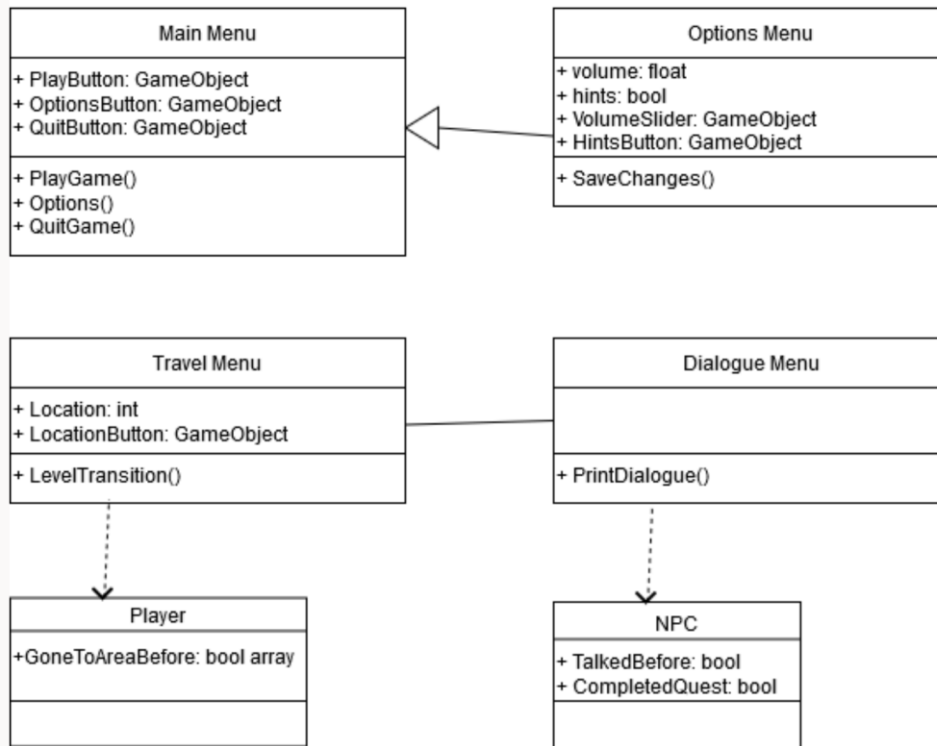 Main Menu
+ PlayButton: GameObject
+ OptionsButton: GameObject
+ QuitButton: GameObject
+ PlayGame()
+ Options()
+ QuitGame()
Options Menu
+ volume: float
+ hints: bool
+ VolumeSlider: GameObject
+ HintsButton: GameObject
+ SaveChanges()
Travel Menu
+ Location: int
+ LocationButton: GameObject
+ LevelTransition()
Dialogue Menu
+ PrintDialogue()
Player
+GoneToAreaBefore: bool array
NPC
+ TalkedBefore: bool
+ CompletedQuest: bool